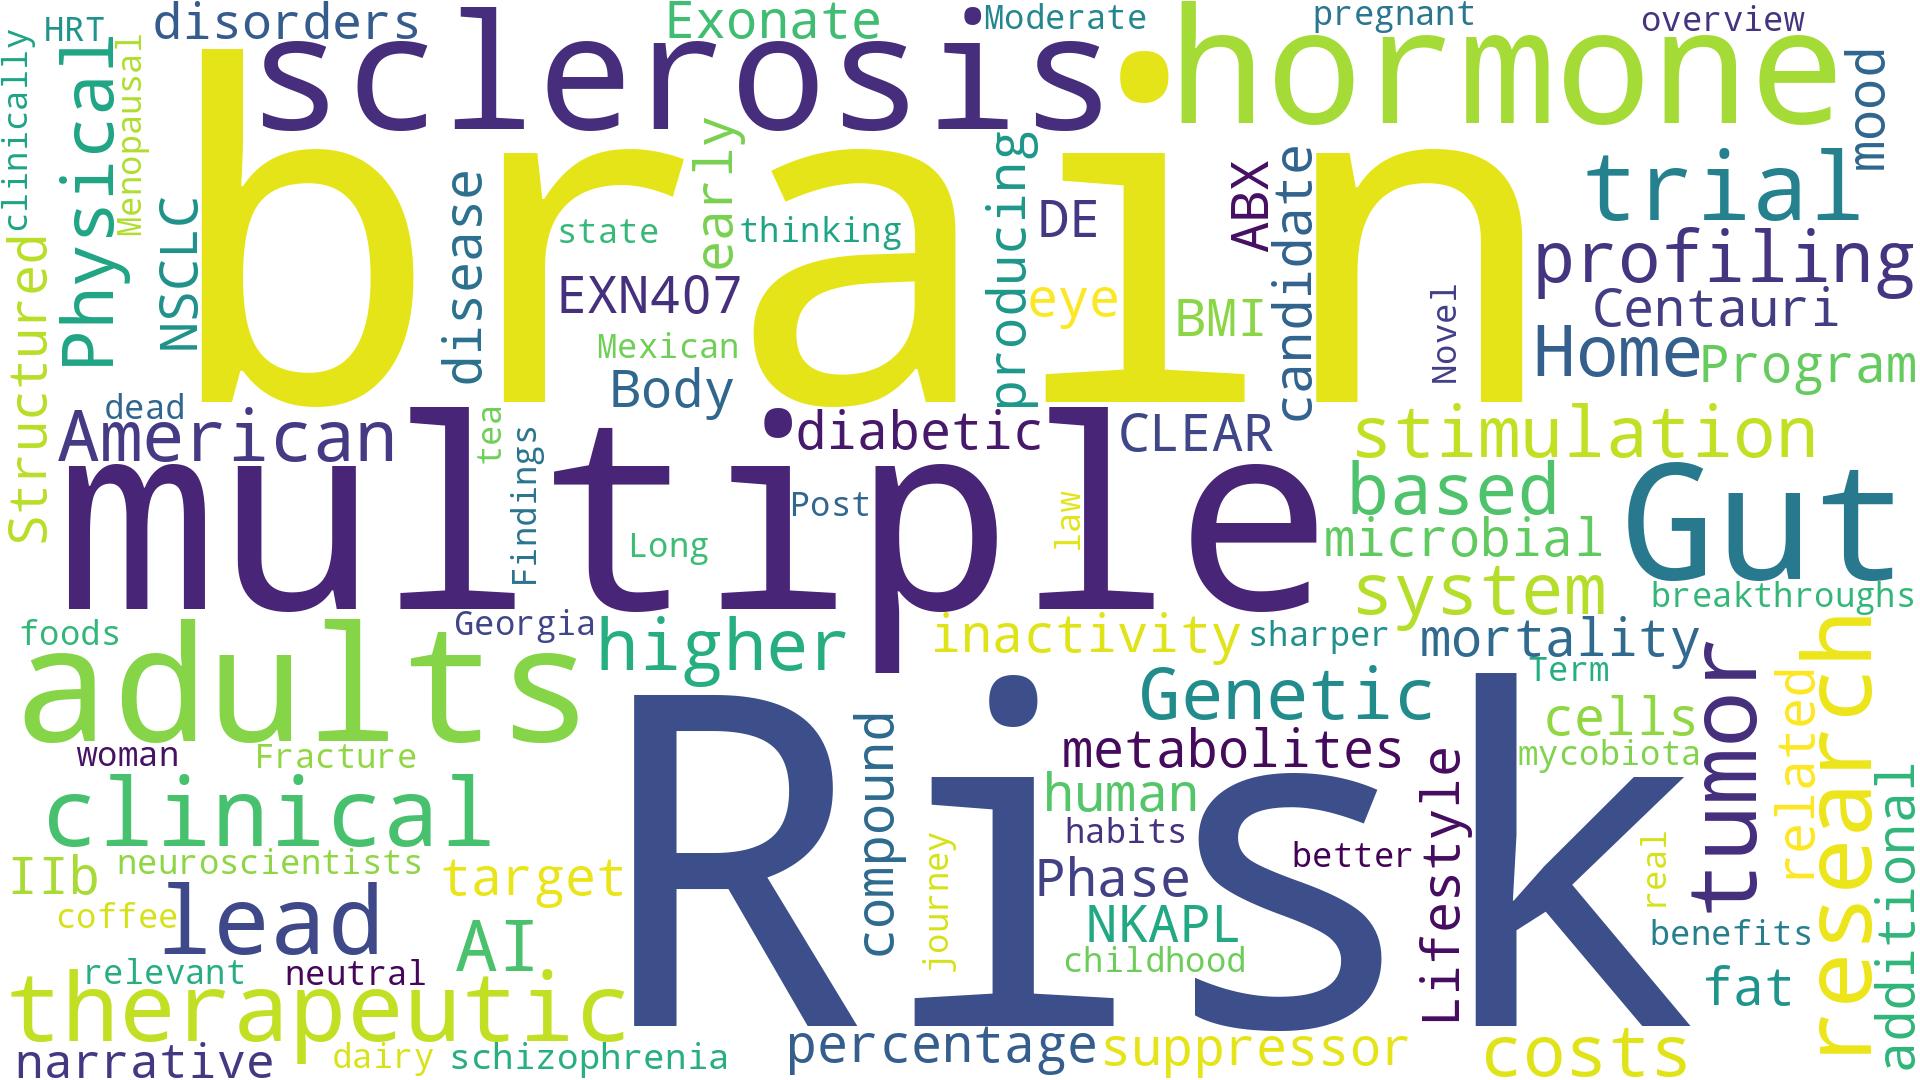 HRT
disorders
Exonate
Moderate
pregnant
overview
clinically
Physical
Menopausal
sclerosis
hormone
mood
brain
NSCLC
disease
early
state
thinking
producing
DE
ABX
candidate
trial
profiling
EXN407
eye
BMI
Novel
Centauri
Mexican
Body
Home
Program
Structured
dead
American
tea
Findings
diabetic
CLEAR
stimulation
multiple
Post
law
Long
based
microbial
Gut
system
breakthroughs
foods
Georgia
higher
inactivity
sharper
mortality
adults
Term
Genetic
cells
tumor
related
research
woman
Fracture
metabolites
mycobiota
Risk
compound
human
Lifestyle
clinical
habits
better
real
additional
IIb
neuroscientists
target
journey
Phase
coffee
lead
AI
NKAPL
benefits
childhood
relevant
neutral
fat
therapeutic
narrative
dairy
schizophrenia
percentage
suppressor
costs